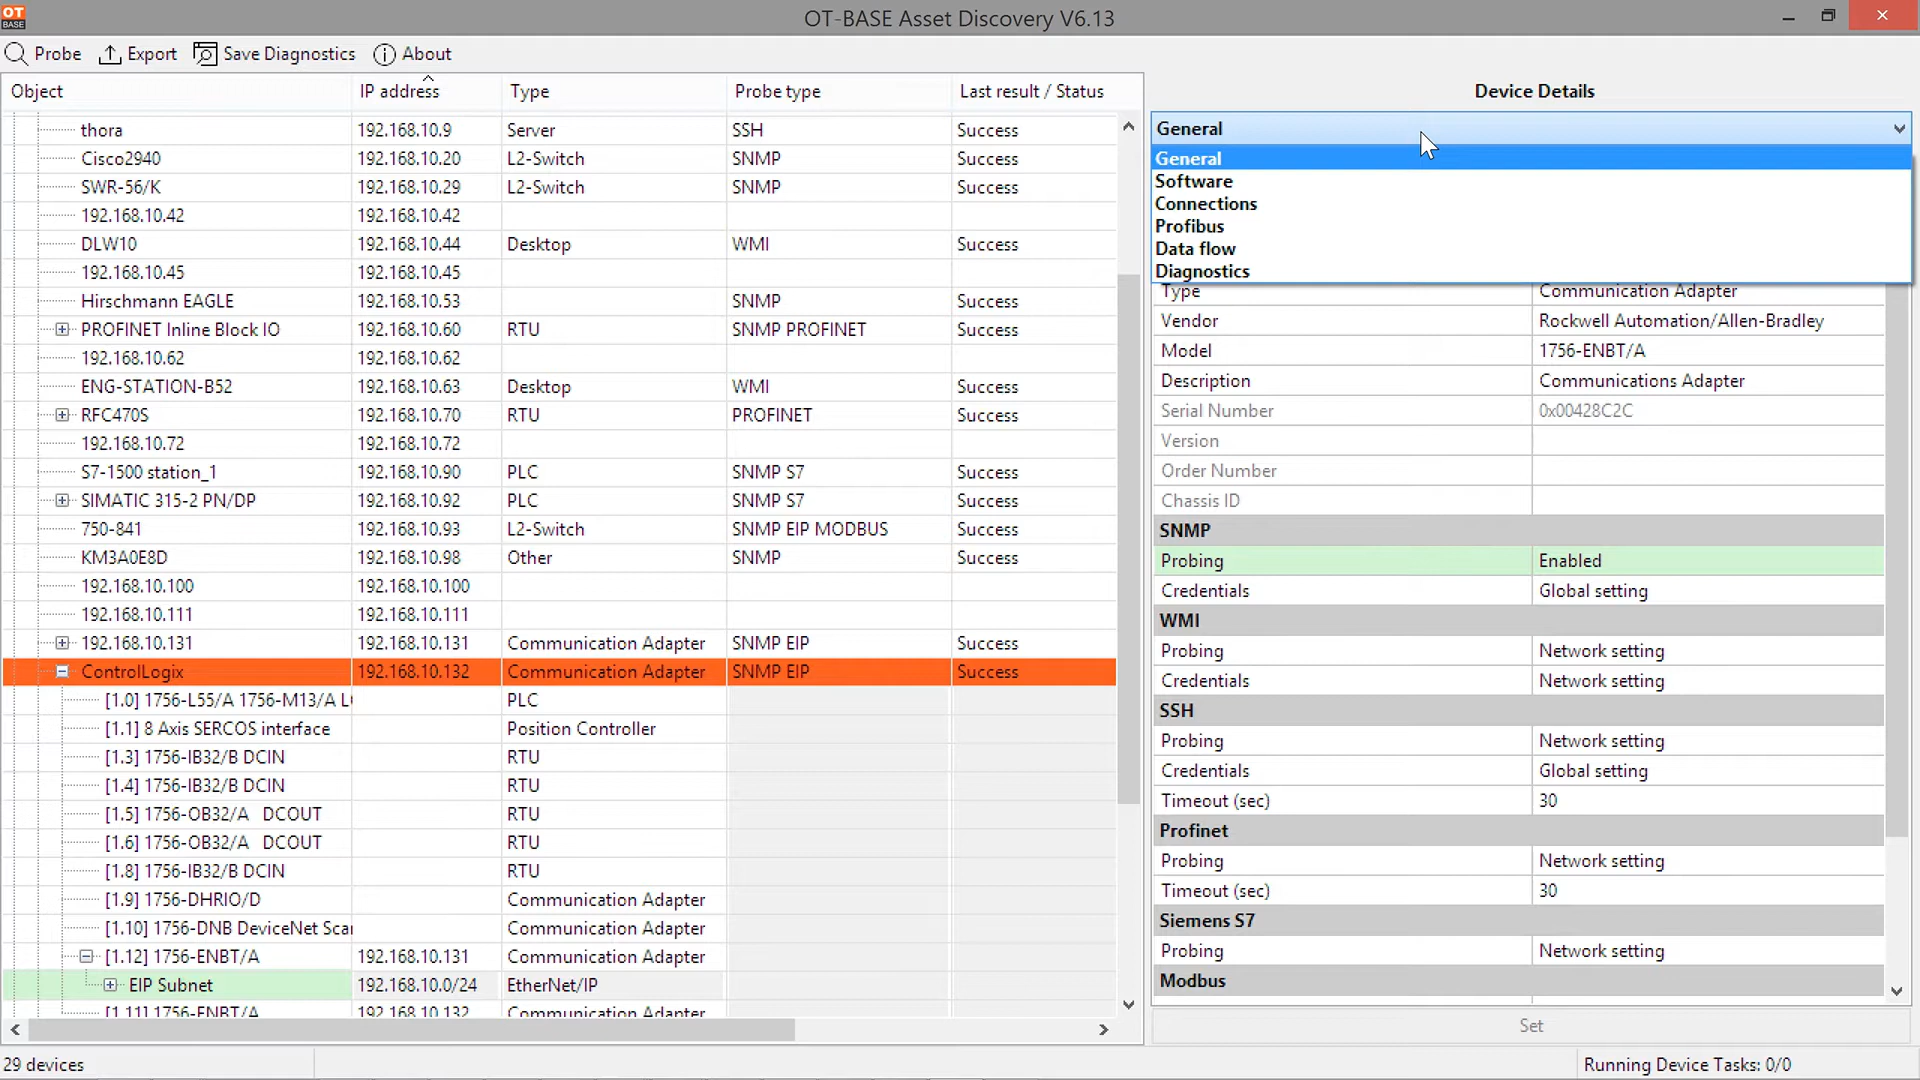 OT BASE
OT-BASE Asset Discovery V6.13
Probe Export Save Diagnostics About
Object IP address Type Probe type Last result / Status
thora 192.168.10.9 Server SSH Success
Cisco2940 192.168.10.20 L2-Switch SNMP Success
SWR-56/K 192.168.10.29 L2-Switch SNMP Success
192.168.10.42 192.168.10.42
DLW10 192.168.10.44 Desktop WMI Success
192.168.10.45 192.168.10.45
Hirschmann EAGLE 192.168.10.53 SNMP Success
PROFINET Inline Block IO 192.168.10.60 RTU SNMP PROFINET Success
192.168.10.62 192.168.10.62
ENG-STATION-B52 192.168.10.63 Desktop WMI Success
RFC470S 192.168.10.70 RTU PROFINET Success
192.168.10.72 192.168.10.72
S7-1500 station_1 192.168.10.90 PLC SNMP S7 Success
SIMATIC 315-2 PN/DP 192.168.10.92 PLC SNMP S7 Success
750-841 192.168.10.93 L2-Switch SNMP EIP MODBUS Success
KM3A0E8D 192.168.10.98 Other SNMP Success
192.168.10.100 192.168.10.100
192.168.10.111 192.168.10.111
192.168.10.131 192.168.10.131 Communication Adapter SNMP EIP Success
ControlLogix 192.168.10.132 Communication Adapter SNMP EIP Success
[1.0] 1756-L55/A 1756-M13/A PLC
[1.1] 8 Axis SERCOS interface Position Controller
[1.3] 1756-IB32/B DCIN RTU
[1.4] 1756-IB32/B DCIN RTU
[1.5] 1756-OB32/A DCOUT RTU
[1.6] 1756-OB32/A DCOUT RTU
[1.8] 1756-IB32/B DCIN RTU
[1.9] 1756-DHRIO/D Communication Adapter
[1.10] 1756-DNB DeviceNet Scar Communication Adapter
[1.12] 1756-ENBT/A 192.168.10.131 Communication Adapter
EIP Subnet 192.168.10.0/24 EtherNet/IP
[1.11] 1756-ENBT/A 192.168.10.132 Communication Adapter
29 devices
Device Details
General
General
Software
Connections
Profibus
Data flow
Diagnostics
Type Communication Adapter
Vendor Rockwell Automation/Allen-Bradley
Model 1756-ENBT/A
Description Communications Adapter
Serial Number 0x00428C2C
Version
Order Number
Chassis ID
SNMP
Probing Enabled
Credentials Global setting
WMI
Probing Network setting
Credentials Network setting
SSH
Probing Network setting
Credentials Global setting
Timeout (sec) 30
Profinet
Probing Network setting
Timeout (sec) 30
Siemens S7
Probing Network setting
Modbus
Set
Running Device Tasks: 0/0